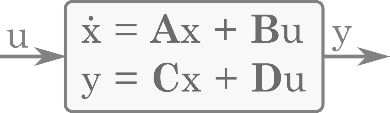 u
ẋ = Ax + Bu
y = Cx + Du
y